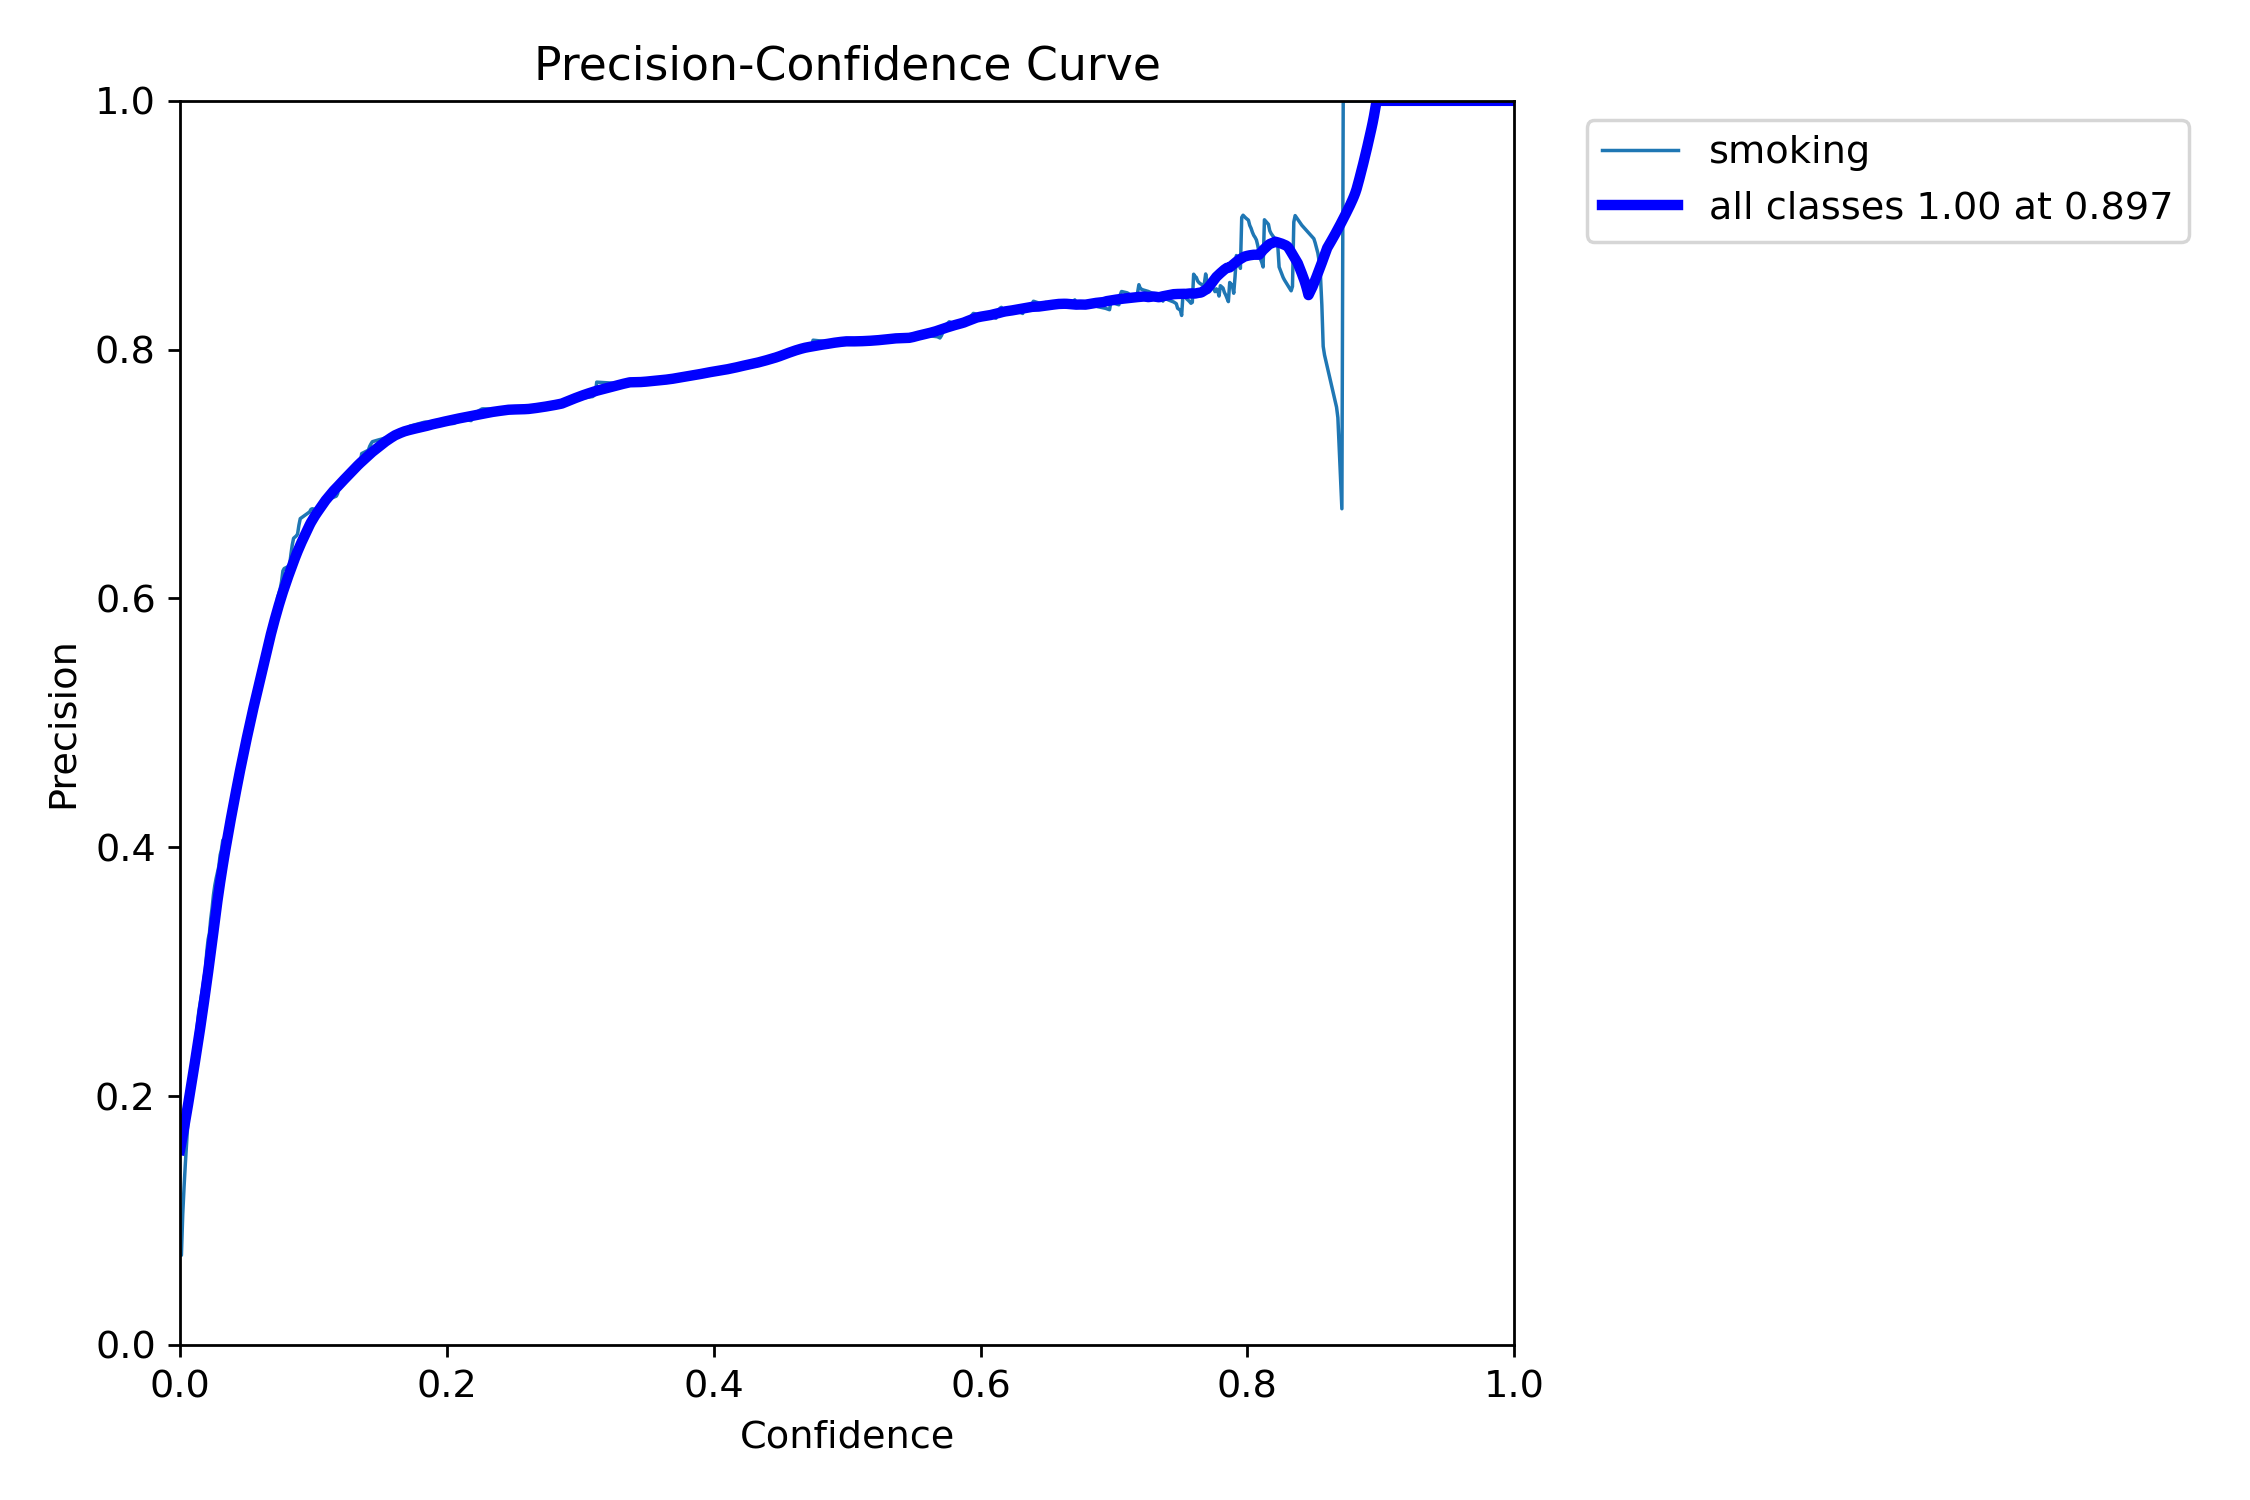 Precision-Confidence Curve
1.0
0.8
0.6
0.4
0.2
0.0
Precision
0.0 0.2 0.4 0.6 0.8 1.0
Confidence
smoking
all classes 1.00 at 0.897